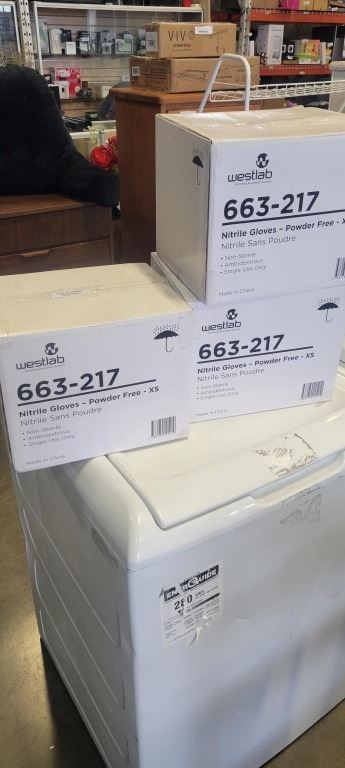 VIVO
westlab
663-217
Nitrile Gloves – Powder Free - X
Nitrile Sans Poudre
• Non-Sterile
• Ambidextrous
• Single Use Only
Made in China
westlab
663-217
Nitrile Gloves – Powder Free - XS
Nitrile Sans Poudre
• Non-Sterile
• Ambidextrous
• Single Use Only
Made in China
westlab
663-217
Nitrile Gloves – Powder Free - XS
Nitrile Sans Poudre
• Non-Sterile
• Ambidextrous
• Single Use Only
Made in China
ENERGUIDE